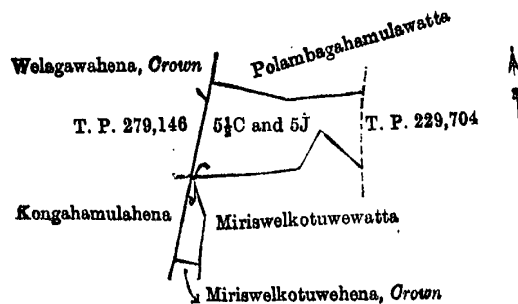 Polambagahamulawatta
Welagawahena, Crown
T. P. 279,146 5½C and 5J T. P. 229,704
Kongahamulahena Miriswelkotuwewatta
Miriswelkotuwehena, Crown